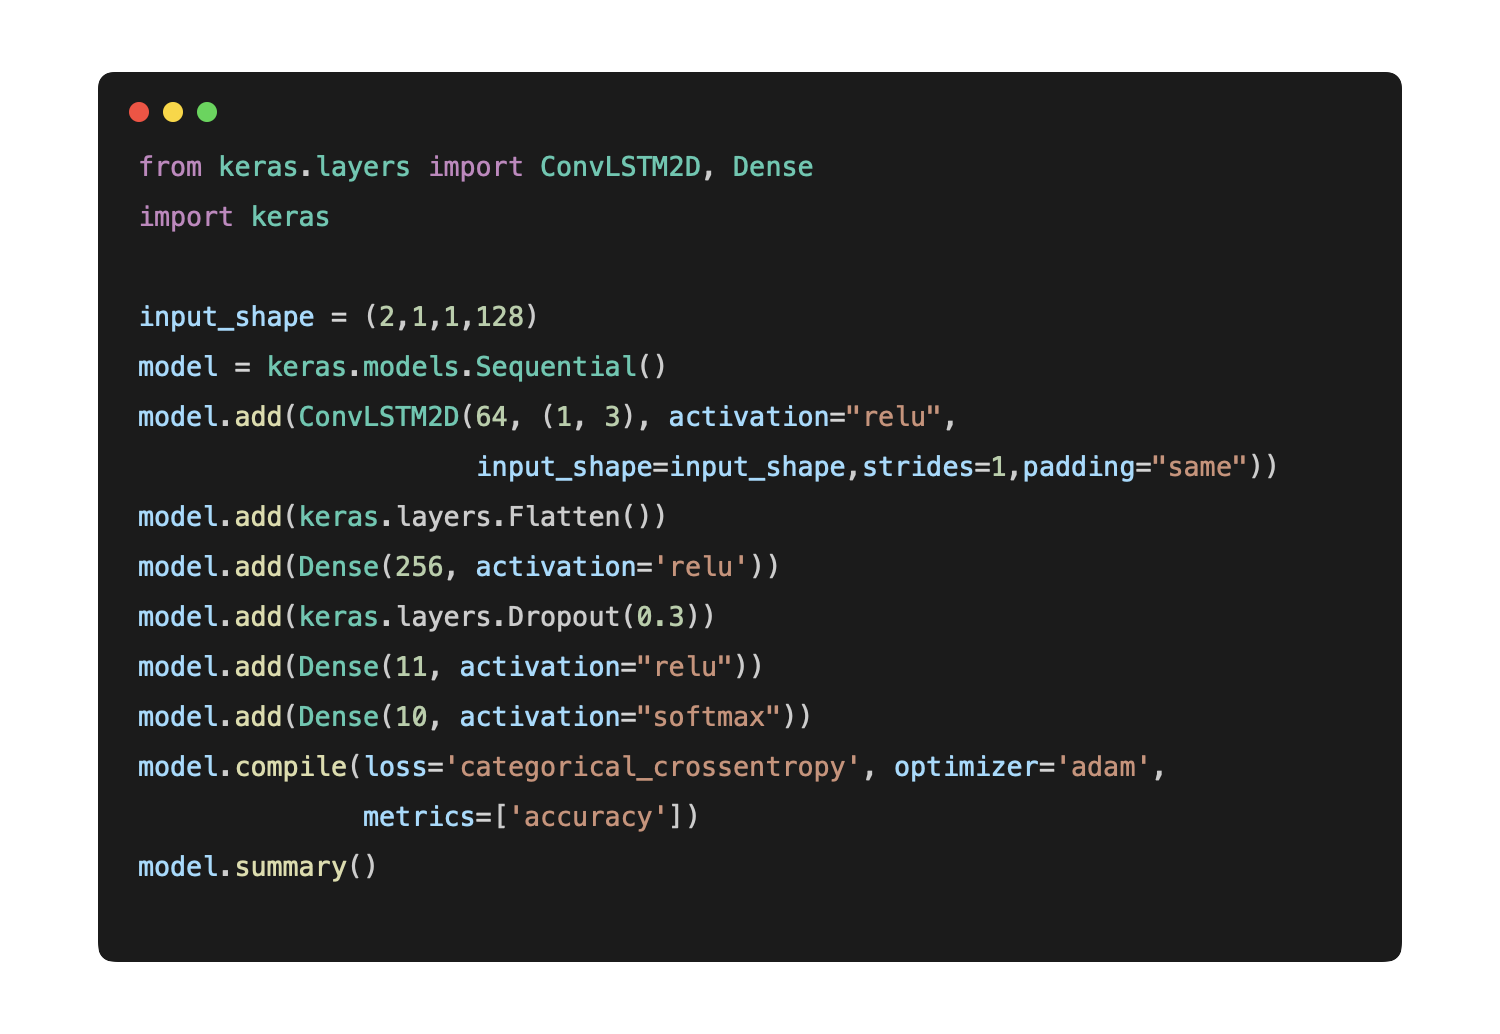 from keras.layers import ConvLSTM2D, Dense
import keras

input_shape = (2,1,1,128)
model = keras.models.Sequential()
model.add(ConvLSTM2D(64, (1, 3), activation="relu",
                     input_shape=input_shape,strides=1,padding="same"))
model.add(keras.layers.Flatten())
model.add(Dense(256, activation='relu'))
model.add(keras.layers.Dropout(0.3))
model.add(Dense(11, activation="relu"))
model.add(Dense(10, activation="softmax"))
model.compile(loss='categorical_crossentropy', optimizer='adam',
              metrics=['accuracy'])
model.summary()